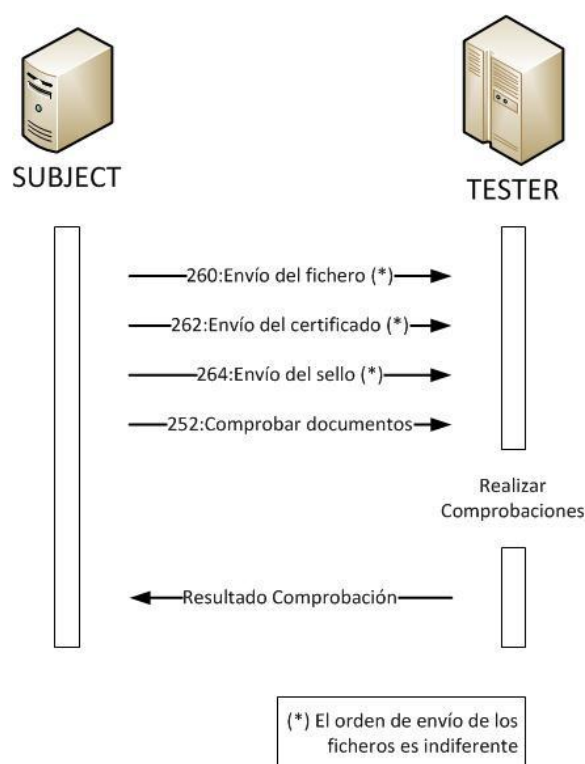 SUBJECT
TESTER
260:Envío del fichero (*)
262:Envío del certificado (*)
264:Envío del sello (*)
252:Comprobar documentos
Realizar
Comprobaciones
Resultado Comprobación
(*) El orden de envío de los
ficheros es indiferente